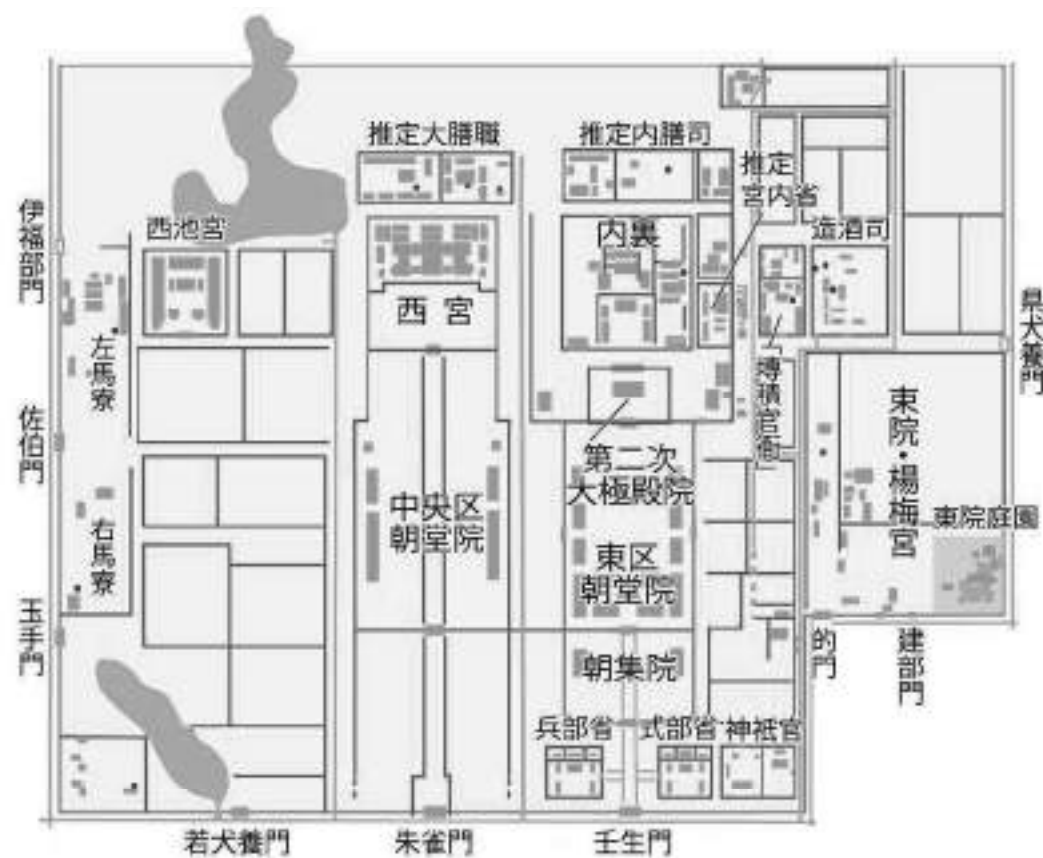 推定大膳職
推定内膳司
推定
宮内省
伊福部門
西池宮
内裏
造酒司
西宮
県犬養門
左馬寮
「塼積官衙」
東院・楊梅宮
佐伯門
第二次
大極殿院
中央区
朝堂院
東院庭園
右馬寮
東区
朝堂院
玉手門
朝集院
的門
建部門
兵部省
式部省
神祇官
若犬養門
朱雀門
壬生門